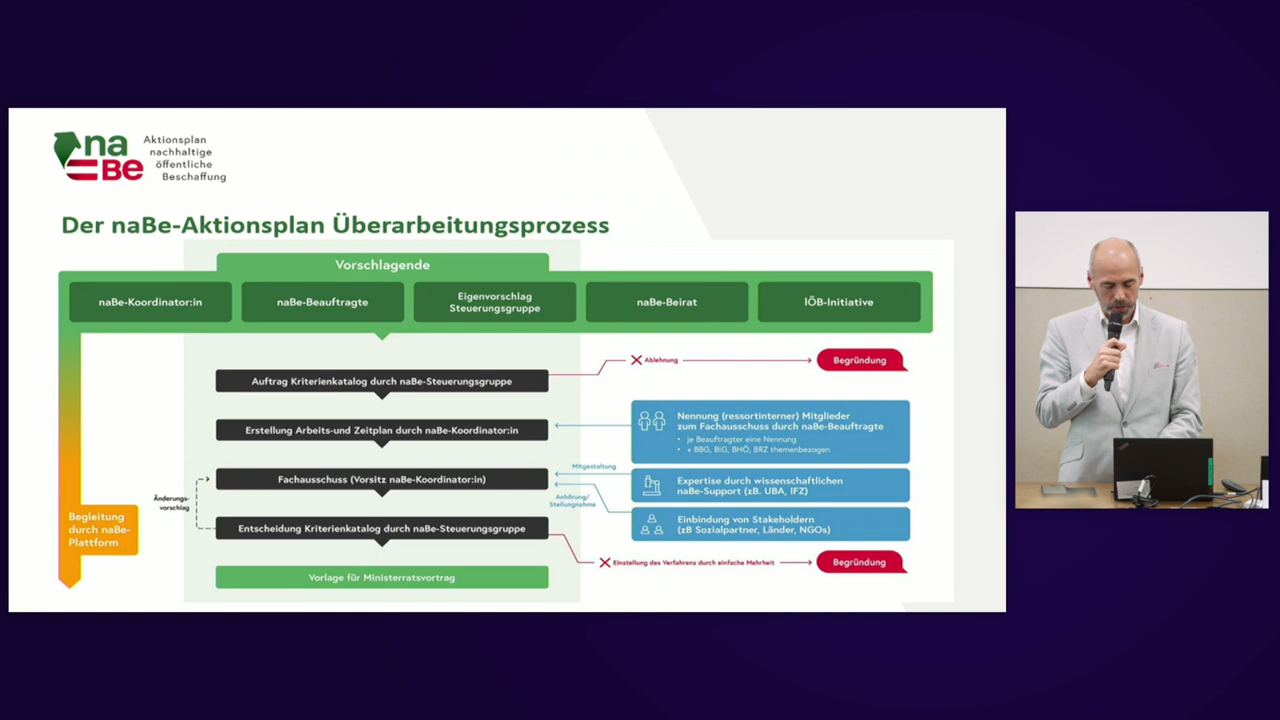 na
Be
Aktionsplan
nachhaltige
öffentliche
Beschaffung
Der naBe-Aktionsplan Überarbeitungsprozess
Vorschlagende
naBe-Koordinator:in
naBe-Beauftragte
Eigenvorschlag
Steuerungsgruppe
naBe-Beirat
IÖB-Initiative
Auftrag Kriterienkatalog durch naBe-Steuerungsgruppe
Ablehnung
Begründung
Erstellung Arbeits-und Zeitplan durch naBe-Koordinator:in
Nennung (ressortinterner) Mitglieder
zum Fachausschuss durch naBe-Beauftragte
• je Beauftragter eine Nennung
• + BBG, BIG, BHÖ, BRZ themenbezogen
Fachausschuss (Vorsitz naBe-Koordinator:in)
Mitgestaltung
Expertise durch wissenschaftlichen
naBe-Support (zB. UBA, IFZ)
Änderungs-
vorschlag
Anhörung/
Stellungnahme
Entscheidung Kriterienkatalog durch naBe-Steuerungsgruppe
Einbindung von Stakeholdern
(zB Sozialpartner, Länder, NGOs)
Begleitung
durch naBe-
Plattform
Einstellung des Verfahrens durch einfache Mehrheit
Begründung
Vorlage für Ministerratsvortrag